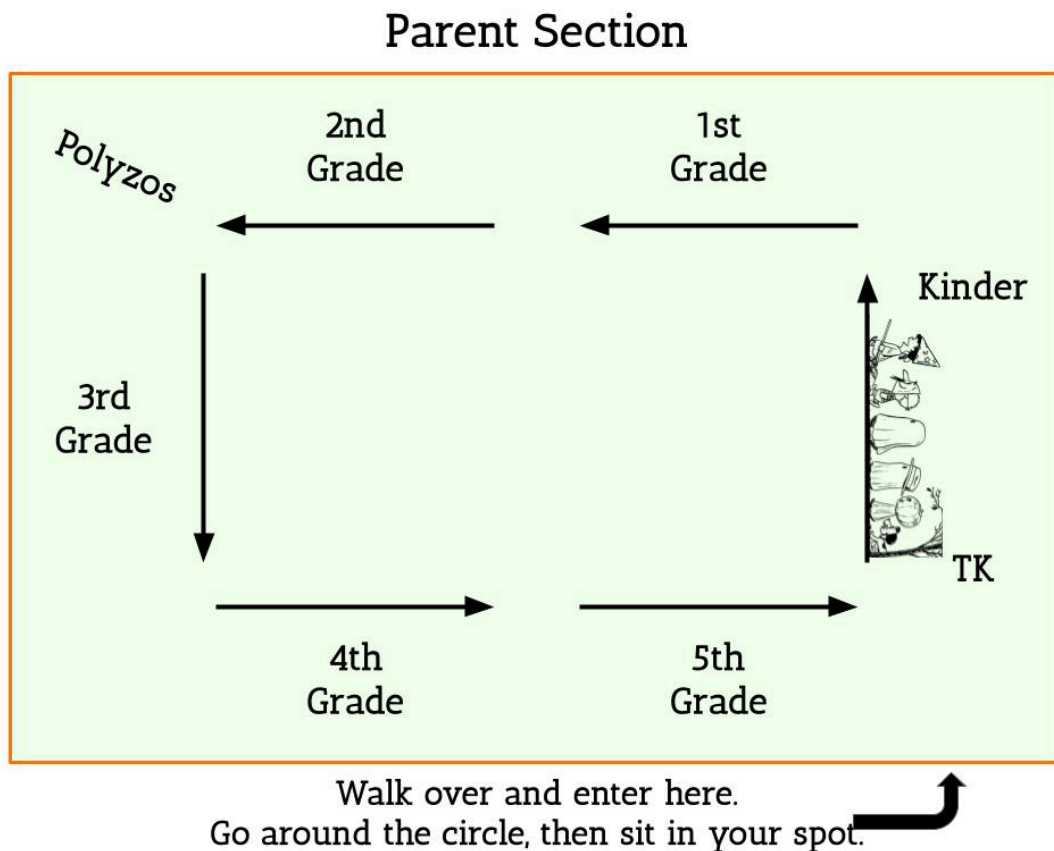 Parent Section
Polyzos
2nd
Grade
1st
Grade
Kinder
3rd
Grade
TK
4th
Grade
5th
Grade
Walk over and enter here.
Go around the circle, then sit in your spot.